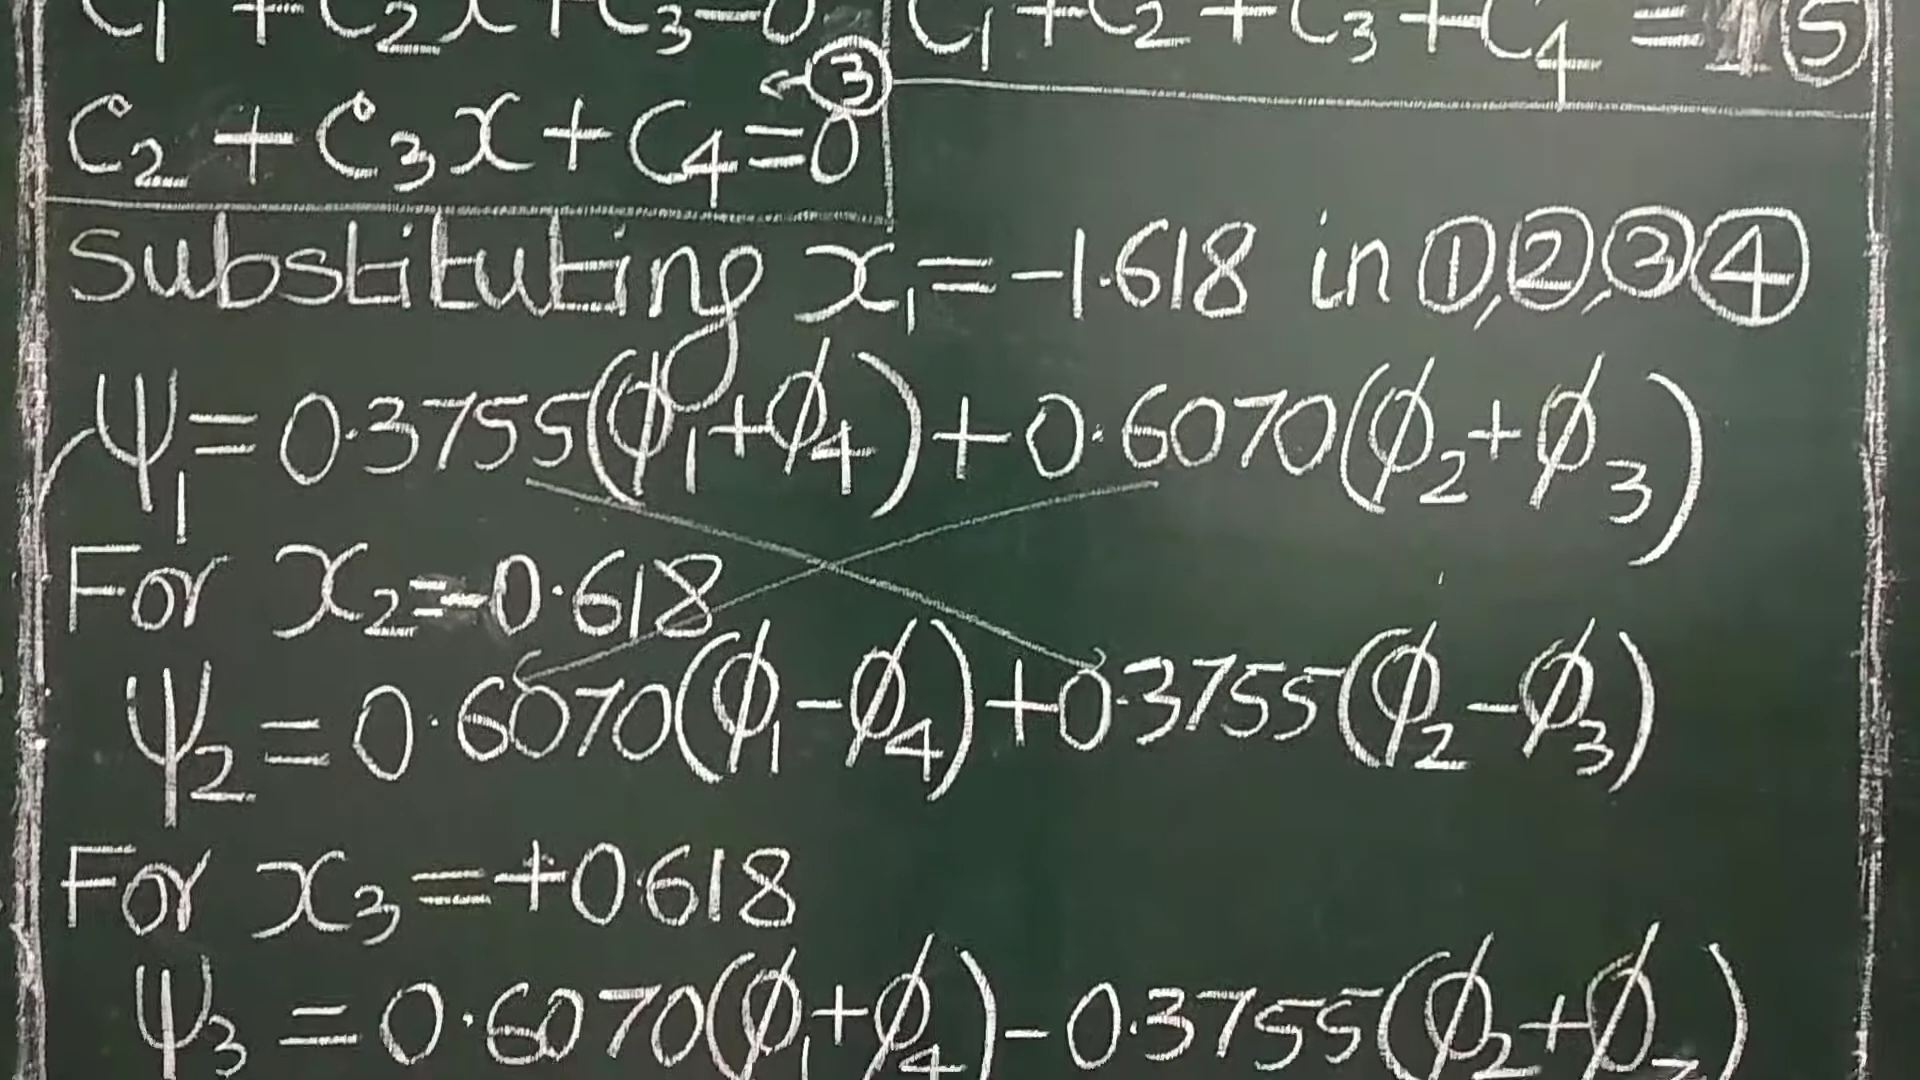 C₁ + C₂x + C₃ = 0
C₁ + C₂ + C₃ + C₄ = 1 ⑤
← ③
C₂ + C₃x + C₄ = 0
Substituting x₁ = -1.618 in ①, ②, ③ ④
ψ₁ = 0.3755(ϕ₁+ϕ₄) + 0.6070(ϕ₂+ϕ₃)
For x₂ = -0.618
ψ₂ = 0.6070(ϕ₁-ϕ₄) + 0.3755(ϕ₂-ϕ₃)
For x₃ = +0.618
ψ₃ = 0.6070(ϕ₁+ϕ₄) - 0.3755(ϕ₂+ϕ₃)